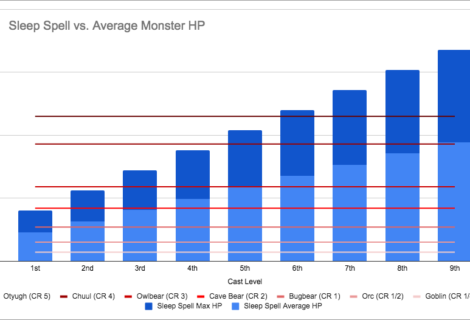 Sleep Spell vs. Average Monster HP
1st 2nd 3rd 4th 5th 6th 7th 8th 9th
Cast Level
Otyugh (CR 5) Chuul (CR 4) Owlbear (CR 3) Cave Bear (CR 2) Bugbear (CR 1) Orc (CR 1/2) Goblin (CR 1/
Sleep Spell Max HP Sleep Spell Average HP